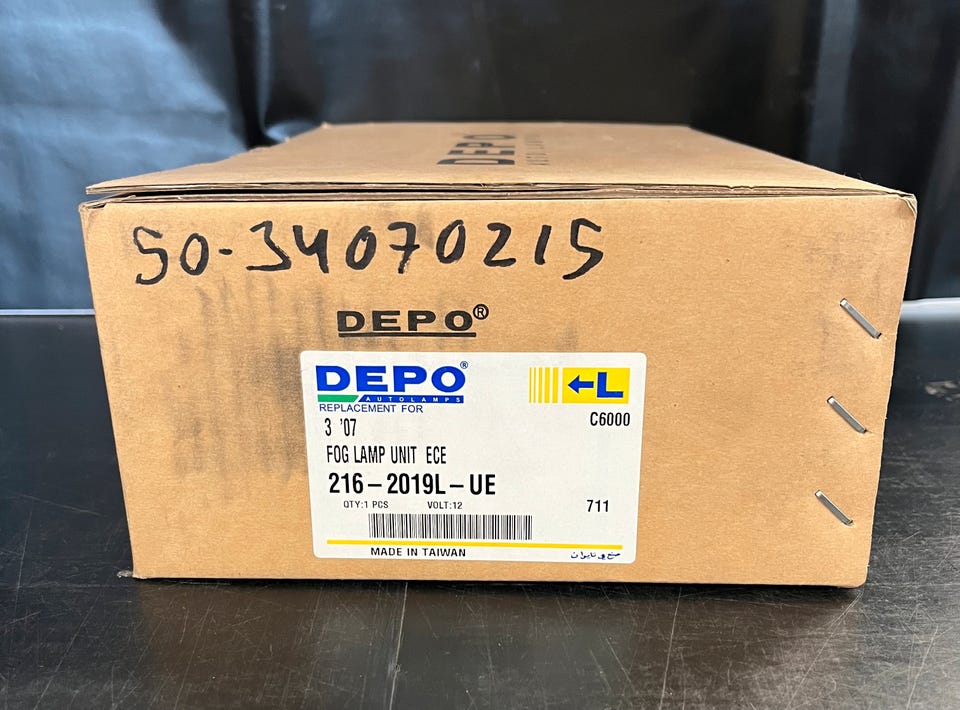 DEPO
50-34070215
DEPO®
DEPO®
AUTOLAMPS
REPLACEMENT FOR
←L
C6000
3 '07
FOG LAMP UNIT ECE
216-2019L-UE
QTY:1 PCS VOLT:12
711
MADE IN TAIWAN
صنع في تايوان